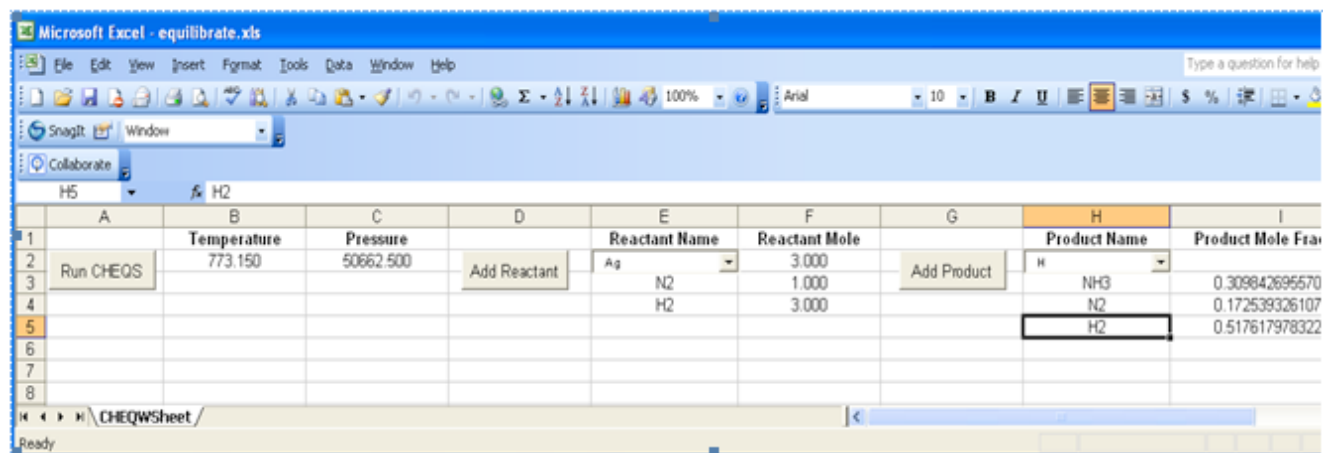 Microsoft Excel - equilibrate.xls
File Edit View Insert Format Tools Data Window Help Type a question for help
100% Arial 10 B I U $ %
SnagIt Window
Collaborate
H5 fx H2
A B C D E F G H I
1 Temperature Pressure Reactant Name Reactant Mole Product Name Product Mole Fra
2 Run CHEQS 773.150 50662.500 Add Reactant Ag 3.000 Add Product H
3 N2 1.000 NH3 0.309842695570
4 H2 3.000 N2 0.172539326107
5 H2 0.517617978322
6
7
8
CHEQWSheet
Ready